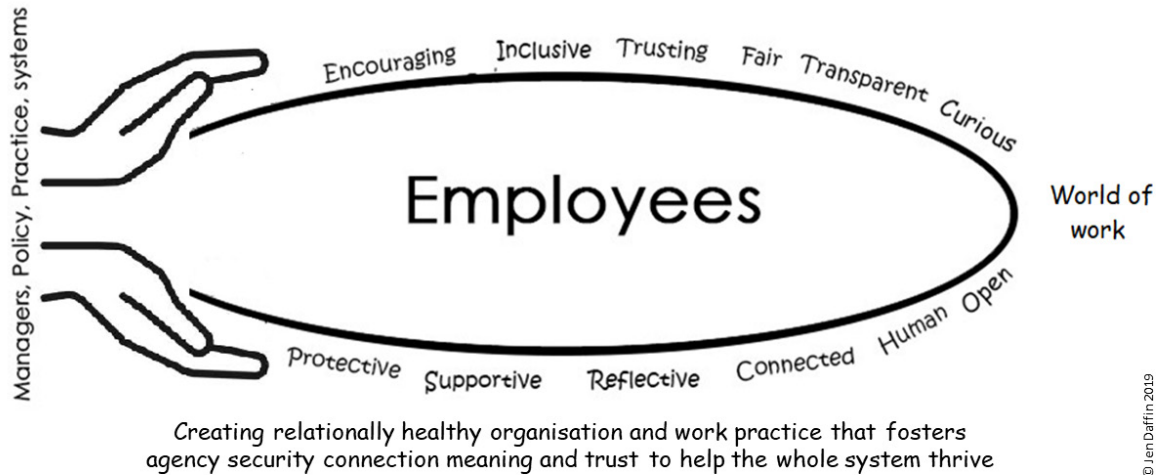 Managers, Policy, Practice, systems
Encouraging Inclusive Trusting Fair Transparent Curious
Employees
World of
work
Protective Supportive Reflective Connected Human Open
Creating relationally healthy organisation and work practice that fosters
agency security connection meaning and trust to help the whole system thrive
© Jen Daffin 2019